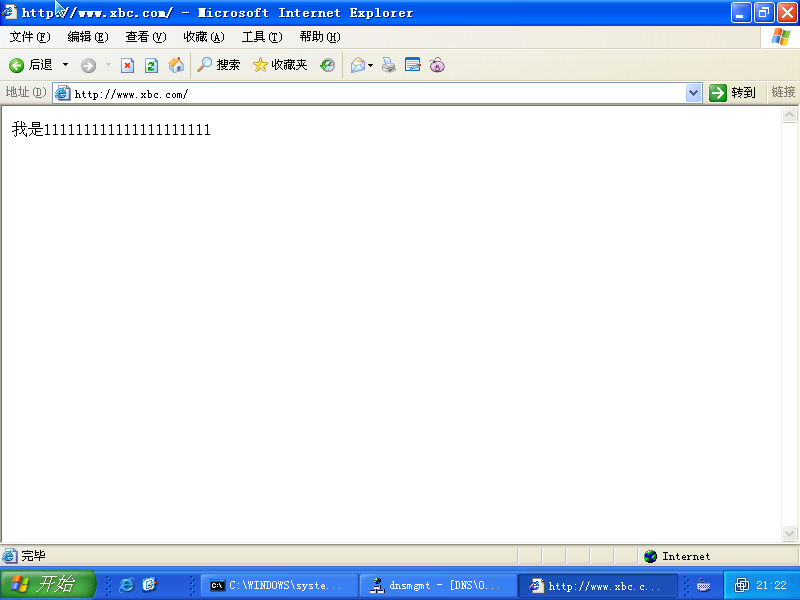 http://www.xbc.com/ - Microsoft Internet Explorer
文件(F) 编辑(E) 查看(V) 收藏(A) 工具(T) 帮助(H)
后退 搜索 收藏夹
地址(D) http://www.xbc.com/ 转到 链接
我是111111111111111111111
完毕 Internet
开始 C:\WINDOWS\syste... dnsmgmt - [DNS\O... http://www.xbc.c... 21:22